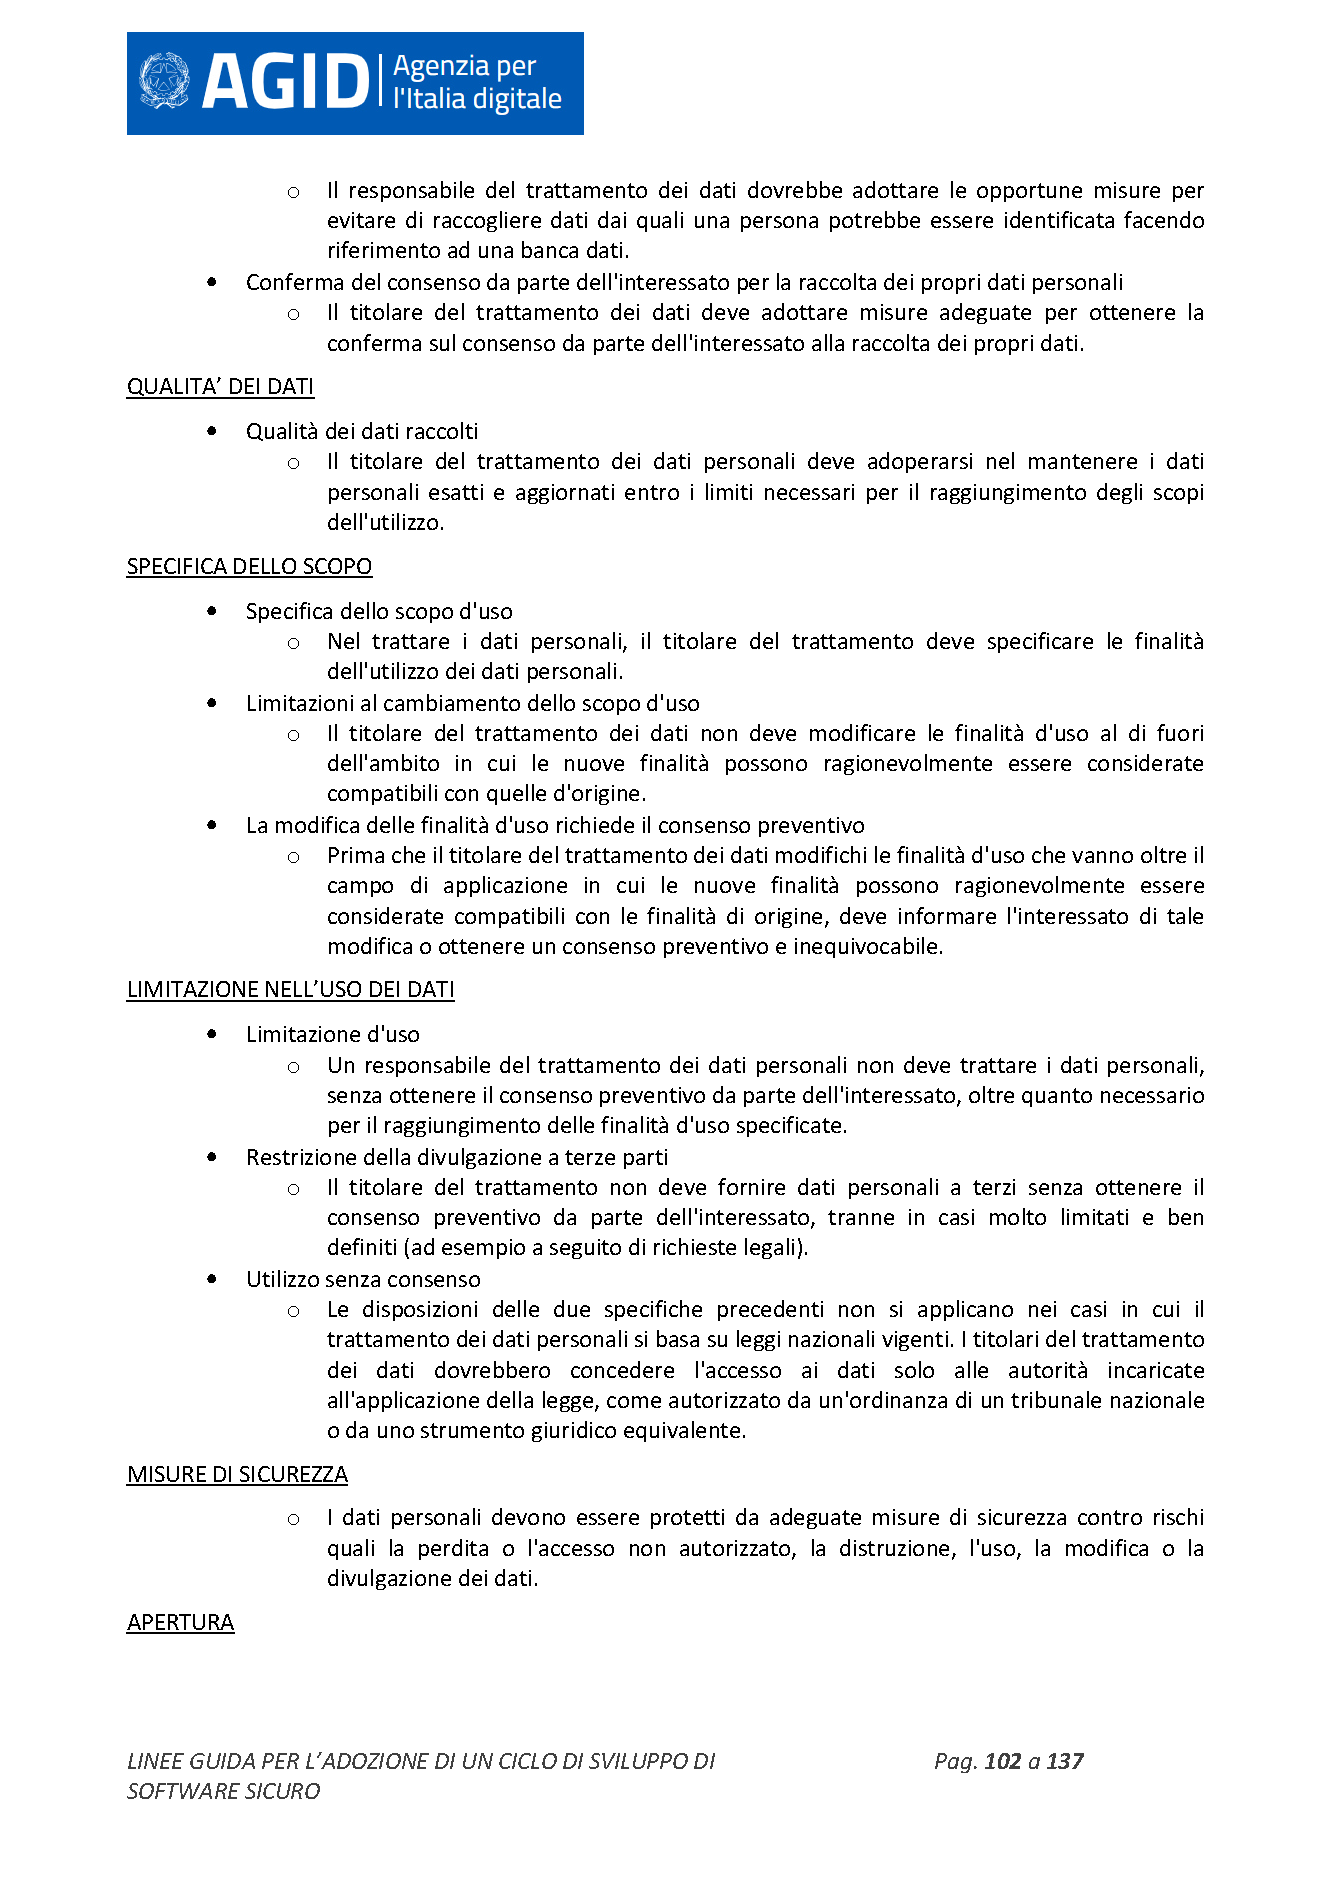 AGID Agenzia per
l'Italia digitale
o Il responsabile del trattamento dei dati dovrebbe adottare le opportune misure per
evitare di raccogliere dati dai quali una persona potrebbe essere identificata facendo
riferimento ad una banca dati.
• Conferma del consenso da parte dell'interessato per la raccolta dei propri dati personali
o Il titolare del trattamento dei dati deve adottare misure adeguate per ottenere la
conferma sul consenso da parte dell'interessato alla raccolta dei propri dati.
QUALITA’ DEI DATI
• Qualità dei dati raccolti
o Il titolare del trattamento dei dati personali deve adoperarsi nel mantenere i dati
personali esatti e aggiornati entro i limiti necessari per il raggiungimento degli scopi
dell'utilizzo.
SPECIFICA DELLO SCOPO
• Specifica dello scopo d'uso
o Nel trattare i dati personali, il titolare del trattamento deve specificare le finalità
dell'utilizzo dei dati personali.
• Limitazioni al cambiamento dello scopo d'uso
o Il titolare del trattamento dei dati non deve modificare le finalità d'uso al di fuori
dell'ambito in cui le nuove finalità possono ragionevolmente essere considerate
compatibili con quelle d'origine.
• La modifica delle finalità d'uso richiede il consenso preventivo
o Prima che il titolare del trattamento dei dati modifichi le finalità d'uso che vanno oltre il
campo di applicazione in cui le nuove finalità possono ragionevolmente essere
considerate compatibili con le finalità di origine, deve informare l'interessato di tale
modifica o ottenere un consenso preventivo e inequivocabile.
LIMITAZIONE NELL’USO DEI DATI
• Limitazione d'uso
o Un responsabile del trattamento dei dati personali non deve trattare i dati personali,
senza ottenere il consenso preventivo da parte dell'interessato, oltre quanto necessario
per il raggiungimento delle finalità d'uso specificate.
• Restrizione della divulgazione a terze parti
o Il titolare del trattamento non deve fornire dati personali a terzi senza ottenere il
consenso preventivo da parte dell'interessato, tranne in casi molto limitati e ben
definiti (ad esempio a seguito di richieste legali).
• Utilizzo senza consenso
o Le disposizioni delle due specifiche precedenti non si applicano nei casi in cui il
trattamento dei dati personali si basa su leggi nazionali vigenti. I titolari del trattamento
dei dati dovrebbero concedere l'accesso ai dati solo alle autorità incaricate
all'applicazione della legge, come autorizzato da un'ordinanza di un tribunale nazionale
o da uno strumento giuridico equivalente.
MISURE DI SICUREZZA
o I dati personali devono essere protetti da adeguate misure di sicurezza contro rischi
quali la perdita o l'accesso non autorizzato, la distruzione, l'uso, la modifica o la
divulgazione dei dati.
APERTURA
LINEE GUIDA PER L’ADOZIONE DI UN CICLO DI SVILUPPO DI Pag. 102 a 137
SOFTWARE SICURO